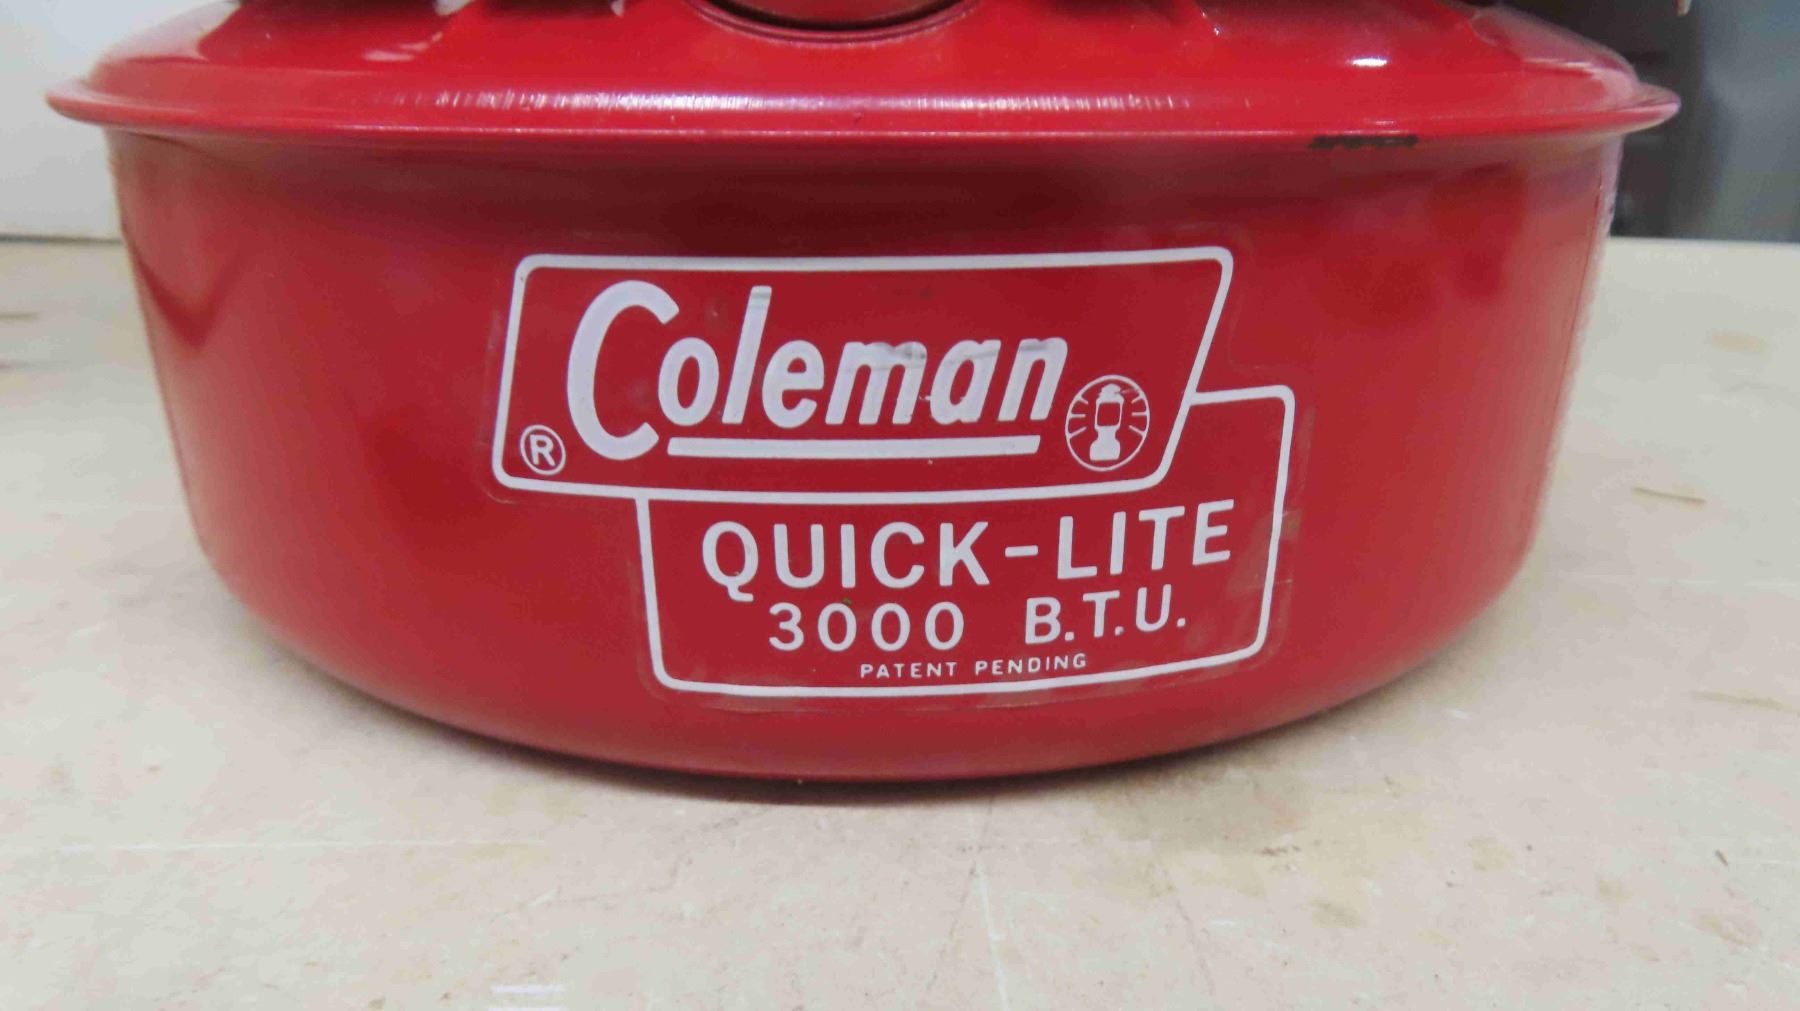 Coleman
®
QUICK-LITE
3000 B.T.U.
PATENT PENDING